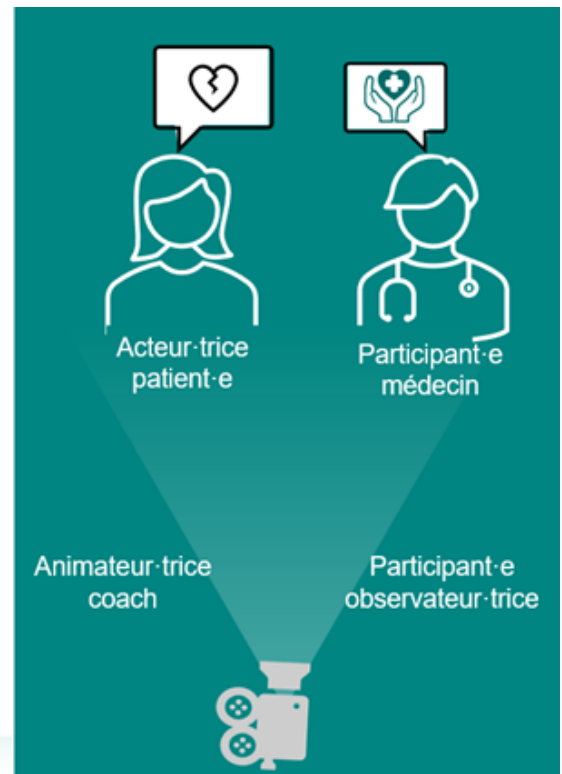 Acteur·trice
patient·e
Participant·e
médecin
Animateur·trice
coach
Participant·e
observateur·trice